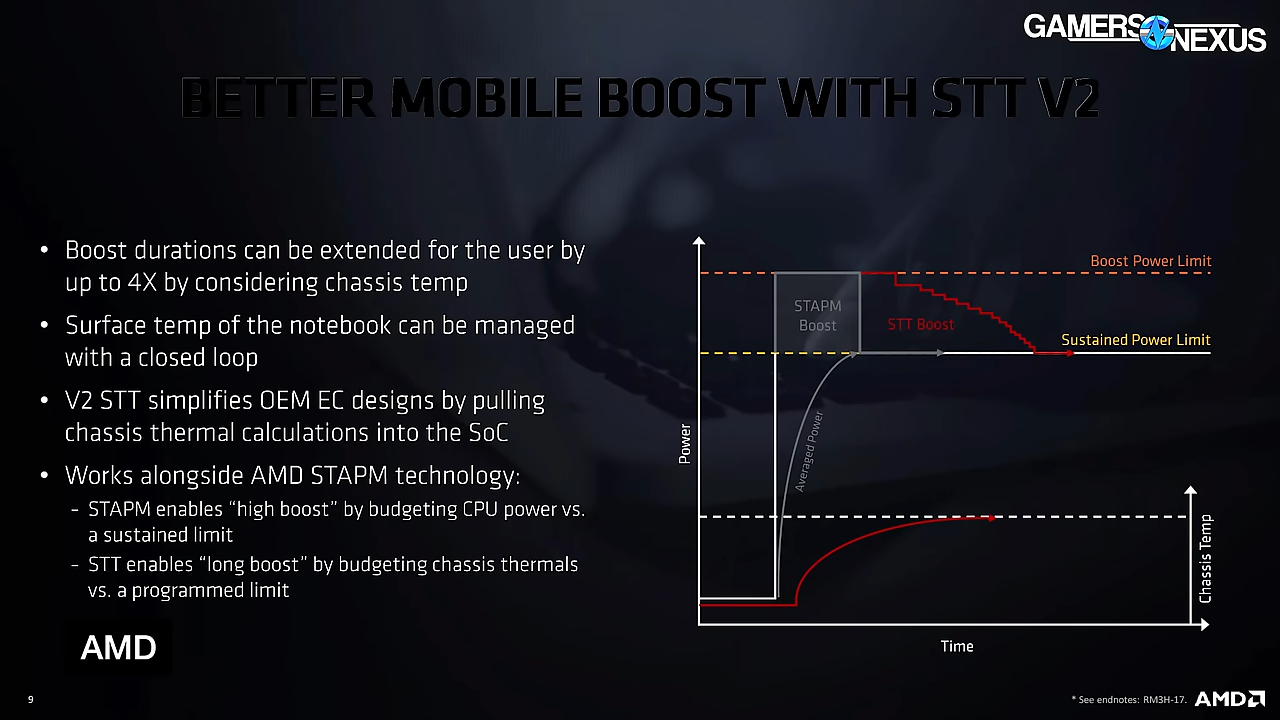 GAMERS NEXUS
BETTER MOBILE BOOST WITH STT V2
• Boost durations can be extended for the user by
up to 4X by considering chassis temp
• Surface temp of the notebook can be managed
with a closed loop
• V2 STT simplifies OEM EC designs by pulling
chassis thermal calculations into the SoC
• Works alongside AMD STAPM technology:
- STAPM enables “high boost” by budgeting CPU power vs.
a sustained limit
- STT enables “long boost” by budgeting chassis thermals
vs. a programmed limit
Boost Power Limit
STAPM
Boost
STT Boost
Sustained Power Limit
Power
Averaged Power
Chassis Temp
Time
AMD
9
* See endnotes: RM3H-17.
AMD